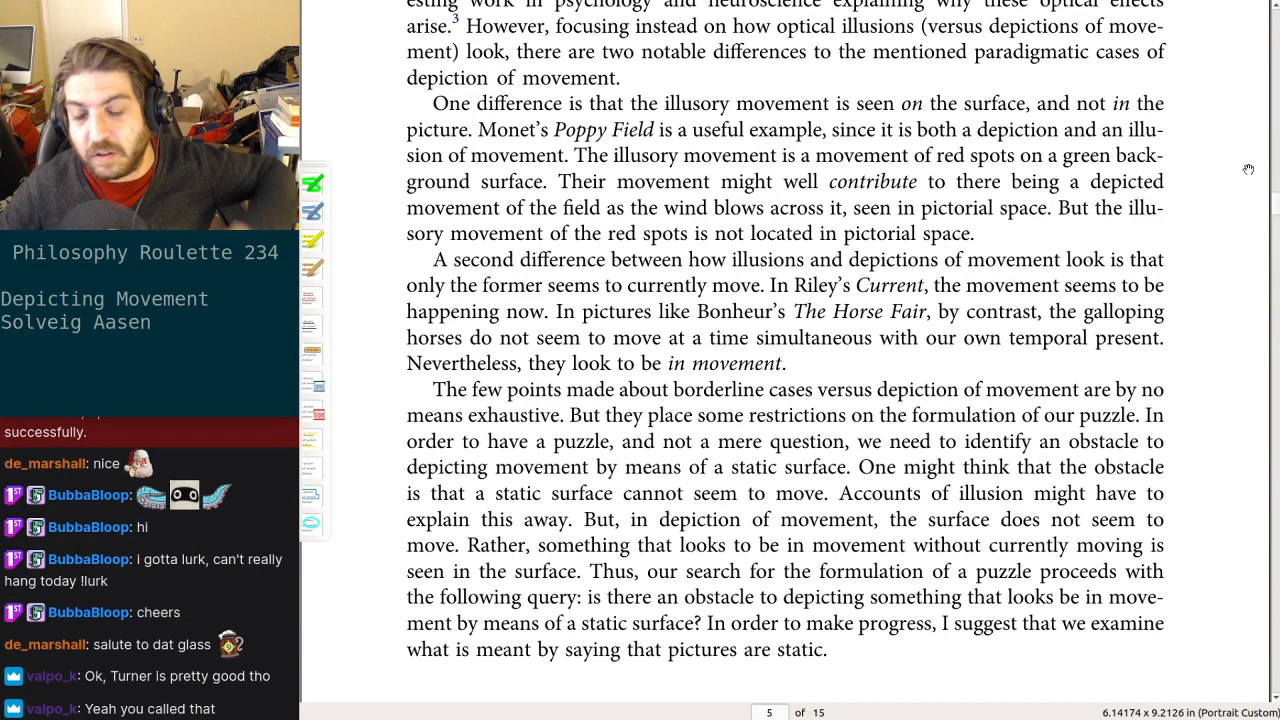 esting work in psychology and neuroscience explaining why these optical effects
arise.3 However, focusing instead on how optical illusions (versus depictions of move-
ment) look, there are two notable differences to the mentioned paradigmatic cases of
depiction of movement.
One difference is that the illusory movement is seen on the surface, and not in the
picture. Monet's Poppy Field is a useful example, since it is both a depiction and an illu-
sion of movement. The illusory movement is a movement of red spots on a green back-
ground surface. Their movement might well contribute to there being a depicted
movement of the field as the wind blows across it, seen in pictorial space. But the illu-
sory movement of the red spots is not located in pictorial space.
A second difference between how illusions and depictions of movement look is that
only the former seems to currently move. In Riley's Current, the movement seems to be
happening now. In pictures like Bonheur's The Horse Fair, by contrast, the galloping
horses do not seem to move at a time simultaneous with our own temporal present.
Nevertheless, they look to be in movement.
The few points made about ordinary cases versus depiction of movement are by no
means exhaustive. But they place some restrictions on the formulation of our puzzle. In
order to have a puzzle, and not a mere question, we need to identify an obstacle to
depicting movement by means of a static surface. One might think that the obstacle
is that a static surface cannot seem to move. Accounts of illusions might have to
explain this away. But in depiction of movement, the surface does not seem to
move. Rather, something that looks to be in movement without currently moving is
seen in the surface. Thus, our search for the formulation of a puzzle proceeds with
the following query: is there an obstacle to depicting something that looks be in move-
ment by means of a static surface? In order to make progress, I suggest that we examine
what is meant by saying that pictures are static.
5 of 15
6.14174 x 9.2126 in (Portrait Custom)
Philosophy Roulette 234
Depicting Movement
Solveig Aasen
successfully.
de_marshall: nice
1ST BubbaBloop:
1ST BubbaBloop: hi
1ST BubbaBloop: i gotta lurk, can't really
hang today !lurk
1ST BubbaBloop: cheers
de_marshall: salute to dat glass
valpo_k: Ok, Turner is pretty good tho
valpo_k: Yeah you called that